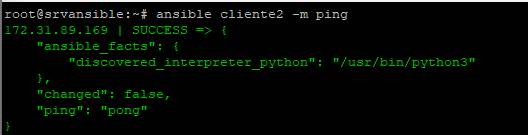 root@srvansible:~# ansible cliente2 -m ping
172.31.89.169 | SUCCESS => {
    "ansible_facts": {
        "discovered_interpreter_python": "/usr/bin/python3"
    },
    "changed": false,
    "ping": "pong"
}